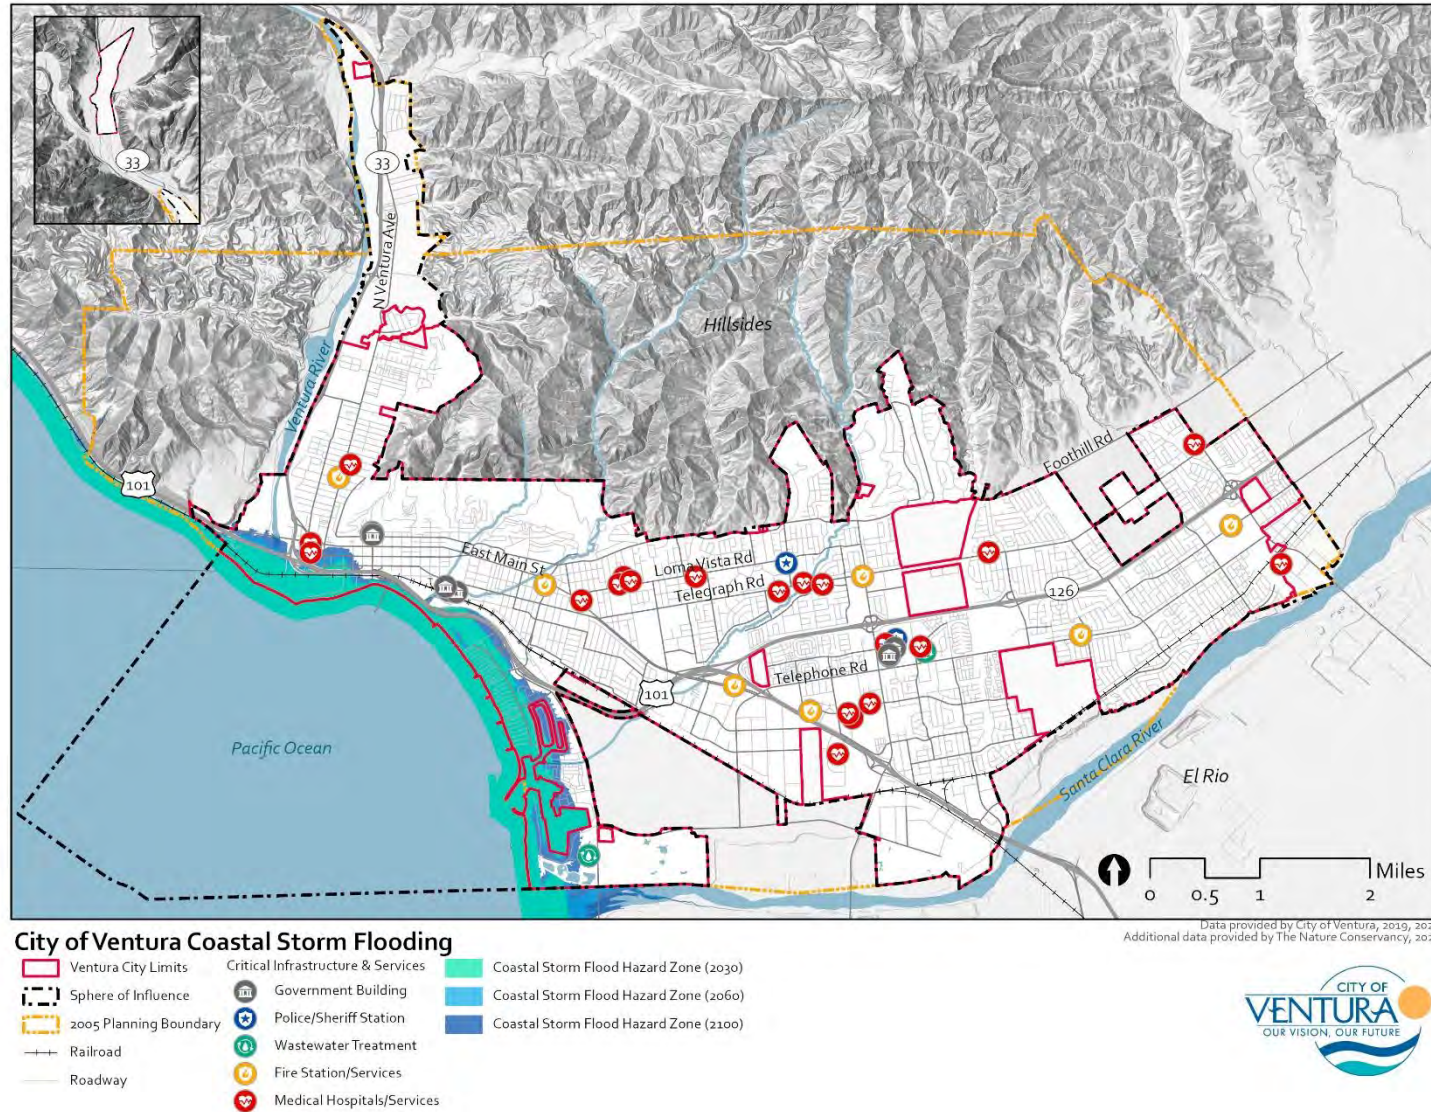 33
33
N Ventura Ave
Hillsides
Ventura River
101
Foothill Rd
East Main St
Loma Vista Rd
Telegraph Rd
126
Telephone Rd
101
Pacific Ocean
Santa Clara River
El Rio
0 0.5 1 2 Miles
Data provided by City of Ventura, 2019,
Additional data provided by The Nature Conservancy,
City of Ventura Coastal Storm Flooding
Ventura City Limits
Sphere of Influence
2005 Planning Boundary
Railroad
Roadway
Critical Infrastructure & Services
Government Building
Police/Sheriff Station
Wastewater Treatment
Fire Station/Services
Medical Hospitals/Services
Coastal Storm Flood Hazard Zone (2030)
Coastal Storm Flood Hazard Zone (2060)
Coastal Storm Flood Hazard Zone (2100)
CITY OF
VENTURA
OUR VISION, OUR FUTURE